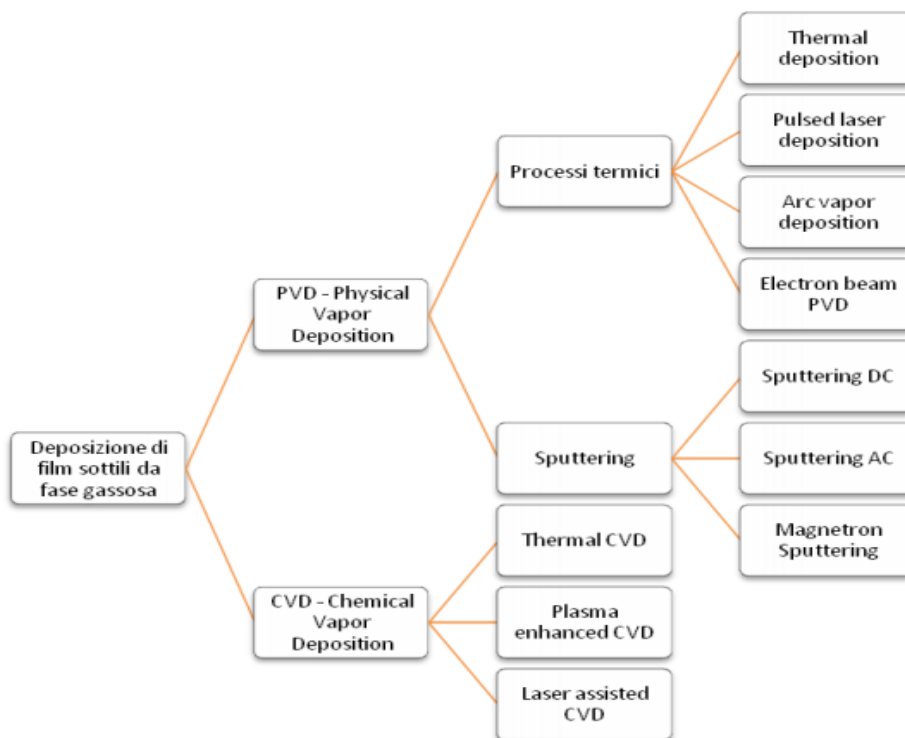 Thermal
deposition
Pulsed laser
deposition
Processi termici
Arc vapor
deposition
PVD - Physical
Vapor
Deposition
Electron beam
PVD
Sputtering DC
Deposizione di
film sottili da
fase gassosa
Sputtering
Sputtering AC
Thermal CVD
Magnetron
Sputtering
CVD - Chemical
Vapor
Deposition
Plasma
enhanced CVD
Laser assisted
CVD